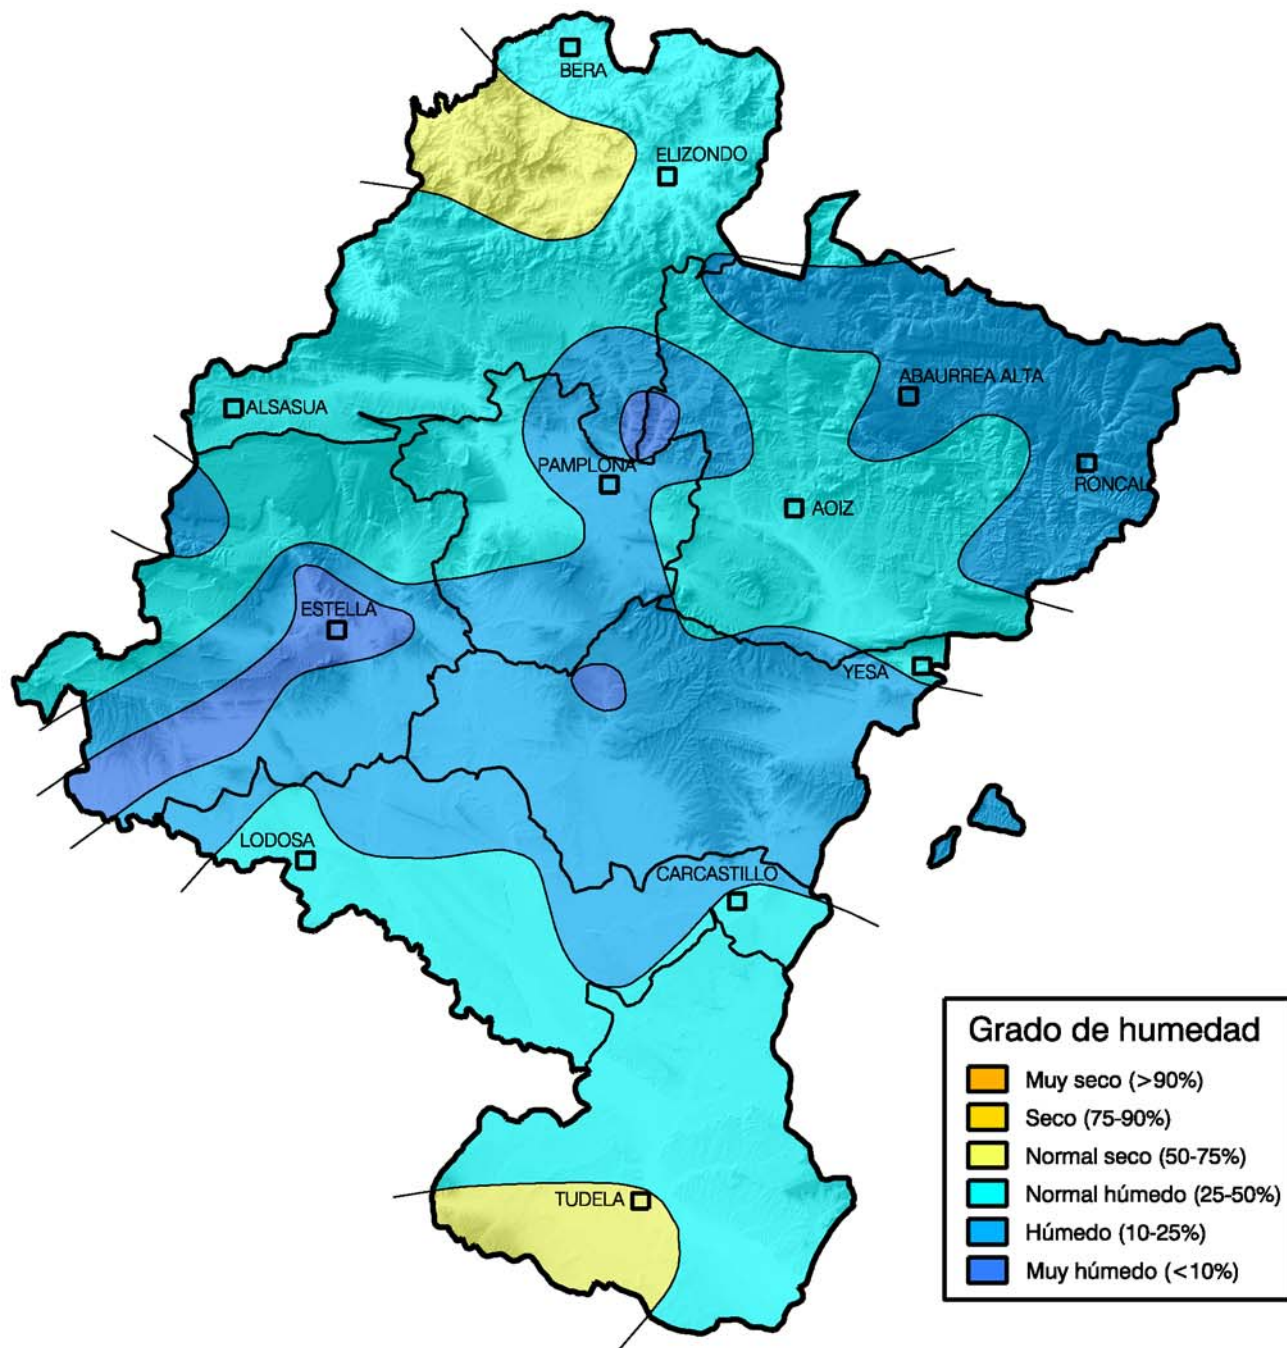 BERA
ELIZONDO
ABAURREA ALTA
ALSASUA
PAMPLONA
RONCAL
AOIZ
ESTELLA
YESA
LODOSA
CARCASTILLO
TUDELA
Grado de humedad
Muy seco (>90%)
Seco (75-90%)
Normal seco (50-75%)
Normal húmedo (25-50%)
Húmedo (10-25%)
Muy húmedo (<10%)